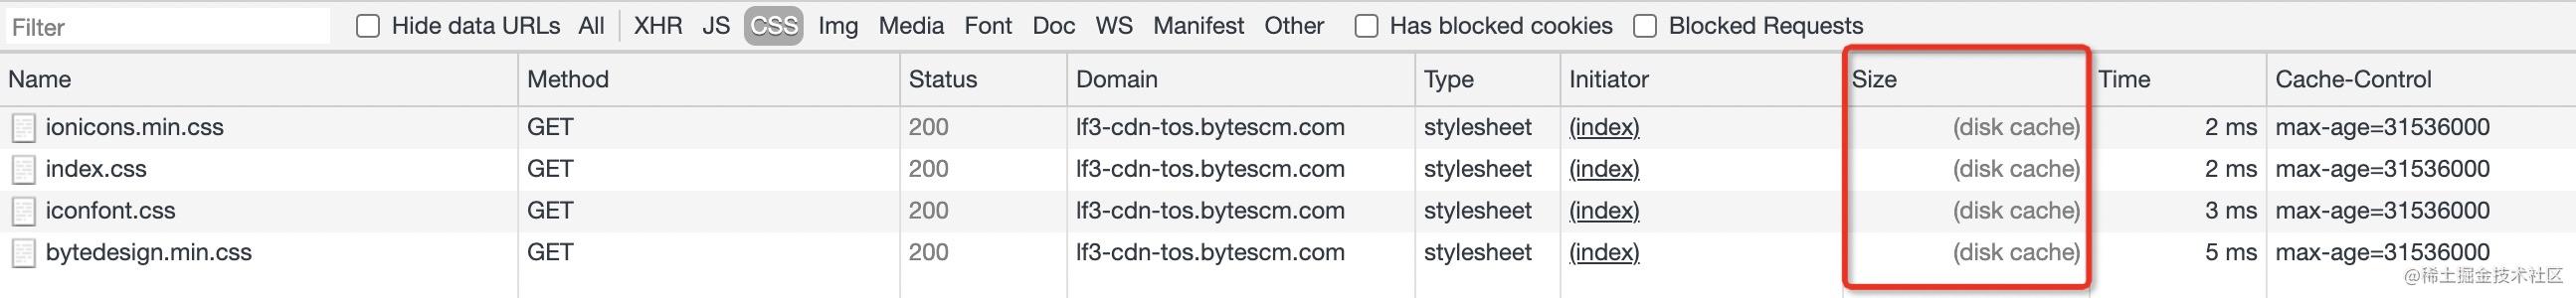 Filter Hide data URLs All XHR JS CSS Img Media Font Doc WS Manifest Other Has blocked cookies Blocked Requests
Name Method Status Domain Type Initiator Size Time Cache-Control
ionicons.min.css GET 200 lf3-cdn-tos.bytescm.com stylesheet (index) (disk cache) 2 ms max-age=31536000
index.css GET 200 lf3-cdn-tos.bytescm.com stylesheet (index) (disk cache) 2 ms max-age=31536000
iconfont.css GET 200 lf3-cdn-tos.bytescm.com stylesheet (index) (disk cache) 3 ms max-age=31536000
bytedesign.min.css GET 200 lf3-cdn-tos.bytescm.com stylesheet (index) (disk cache) 5 ms max-age=31536000
@稀土掘金技术社区